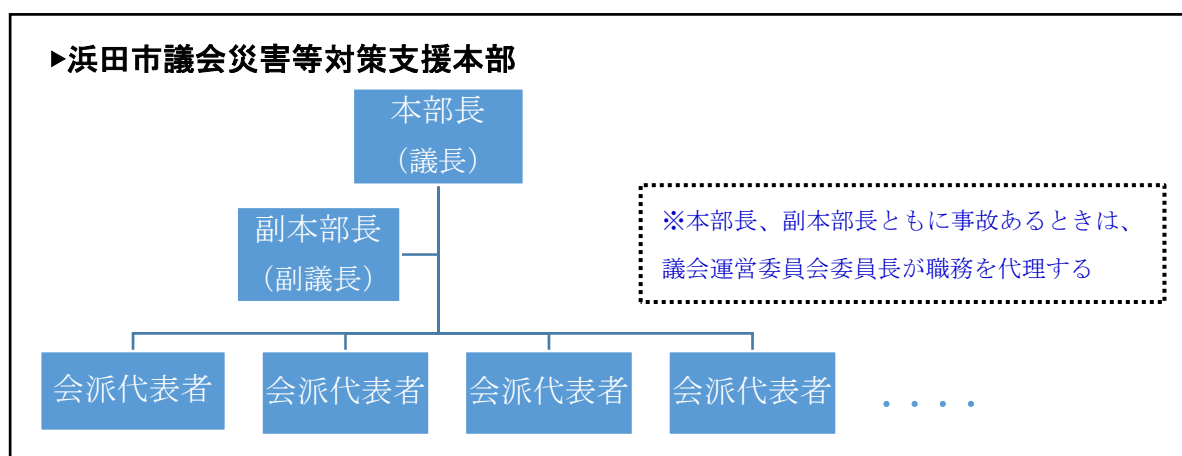 ▶浜田市議会災害等対策支援本部
本部長
（議長）
副本部長
（副議長）
※本部長、副本部長ともに事故あるときは、
議会運営委員会委員長が職務を代理する
会派代表者
会派代表者
会派代表者
会派代表者
・・・・